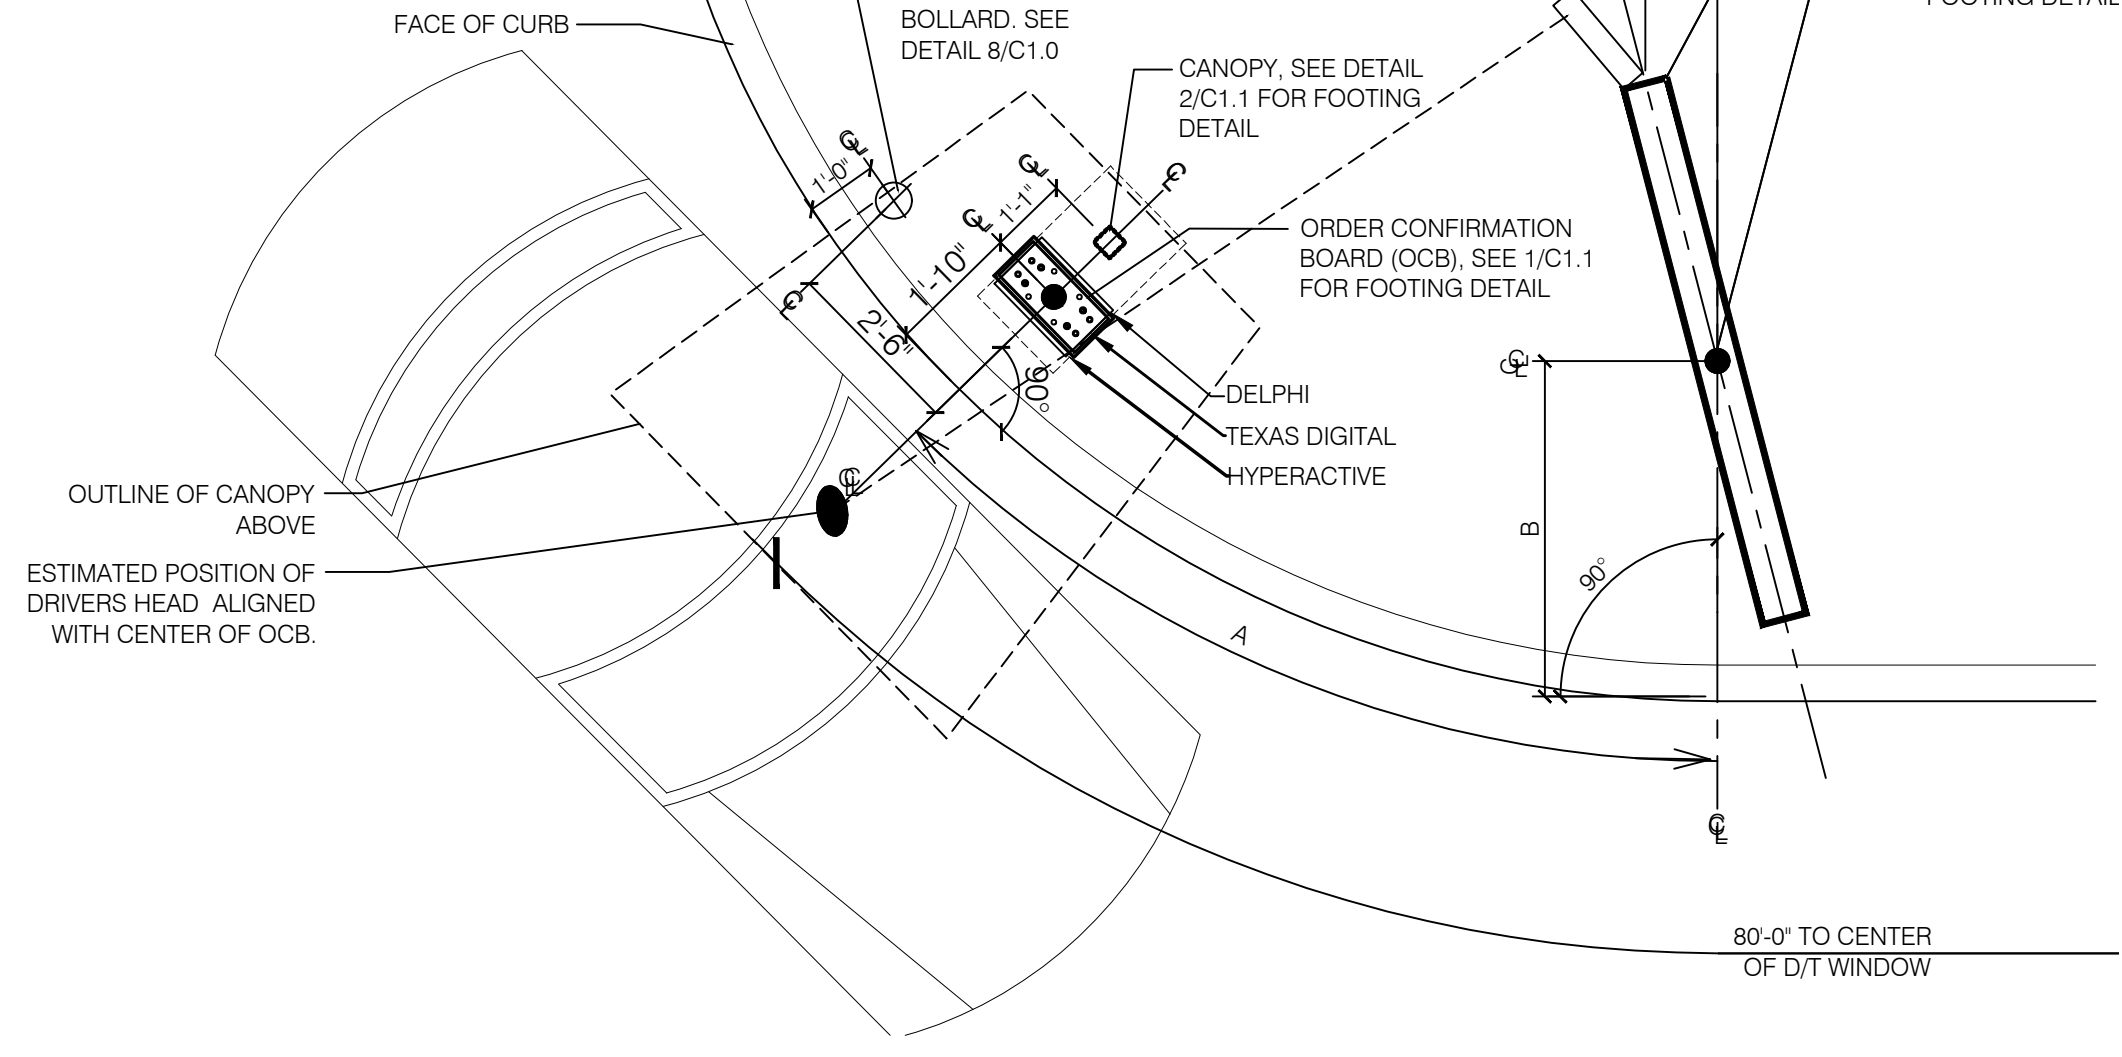 FOOTING DETAIL
FACE OF CURB
BOLLARD. SEE
DETAIL 8/C1.0
CANOPY, SEE DETAIL
2/C1.1 FOR FOOTING
DETAIL
℄
1'-0"
℄
1'-1"
℄
℄
1'-10"
ORDER CONFIRMATION
BOARD (OCB), SEE 1/C1.1
FOR FOOTING DETAIL
℄
2'-6"
90°
℄
DELPHI
TEXAS DIGITAL
HYPERACTIVE
℄
OUTLINE OF CANOPY
ABOVE
ESTIMATED POSITION OF
DRIVERS HEAD ALIGNED
WITH CENTER OF OCB.
B
90°
A
℄
80'-0" TO CENTER
OF D/T WINDOW